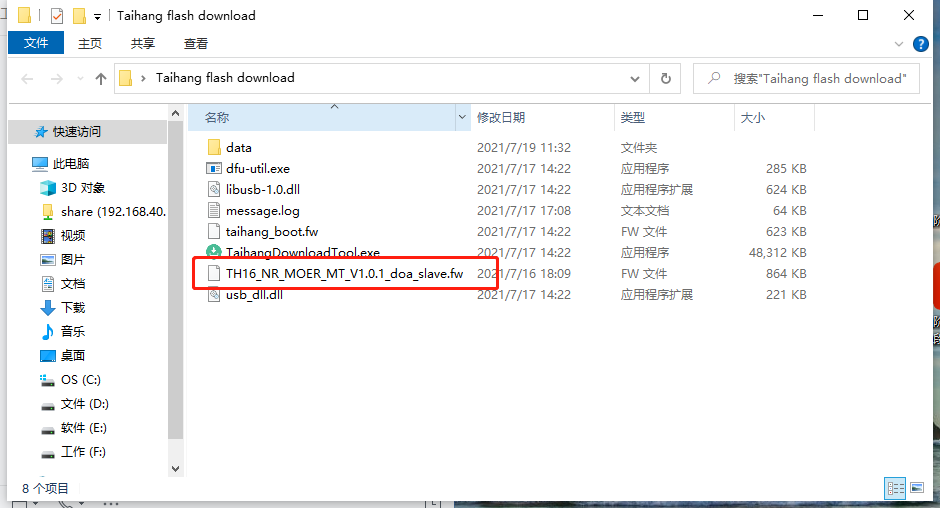 Taihang flash download
文件 主页 共享 查看
Taihang flash download
搜索"Taihang flash download"
名称 修改日期 类型 大小
快速访问
此电脑
3D 对象
share (192.168.40.
视频
图片
文档
下载
音乐
桌面
OS (C:)
文件 (D:)
软件 (E:)
工作 (F:)
data 2021/7/19 11:32 文件夹
dfu-util.exe 2021/7/17 14:22 应用程序 285 KB
libusb-1.0.dll 2021/7/17 14:22 应用程序扩展 624 KB
message.log 2021/7/17 17:08 文本文档 64 KB
taihang_boot.fw 2021/7/17 14:22 FW 文件 623 KB
TaihangDownloadTool.exe 2021/7/17 14:22 应用程序 48,312 KB
TH16_NR_MOER_MT_V1.0.1_doa_slave.fw 2021/7/16 18:09 FW 文件 864 KB
usb_dll.dll 2021/7/17 14:22 应用程序扩展 221 KB
8 个项目